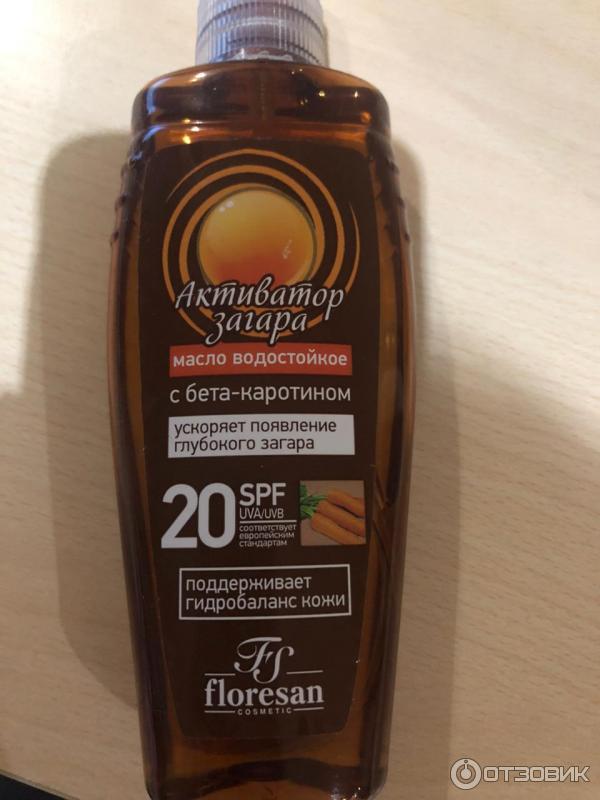 Активатор
загара
масло водостойкое
с бета-каротином
ускоряет появление
глубокого загара
20 SPF
UVA/UVB
соответствует
европейским
стандартам
поддерживает
гидробаланс кожи
FS
floresan
COSMETIC
ОТЗОВИК